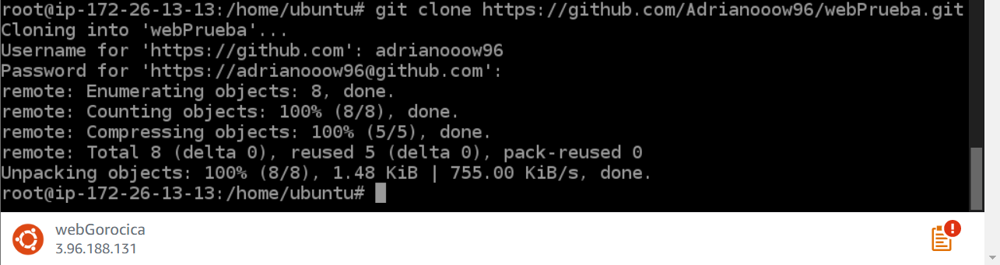 root@ip-172-26-13-13:/home/ubuntu# git clone https://github.com/Adrianooow96/webPrueba.git
Cloning into 'webPrueba'...
Username for 'https://github.com': adrianooow96
Password for 'https://adrianooow96@github.com':
remote: Enumerating objects: 8, done.
remote: Counting objects: 100% (8/8), done.
remote: Compressing objects: 100% (5/5), done.
remote: Total 8 (delta 0), reused 5 (delta 0), pack-reused 0
Unpacking objects: 100% (8/8), 1.48 KiB | 755.00 KiB/s, done.
root@ip-172-26-13-13:/home/ubuntu#
webGorocica
3.96.188.131